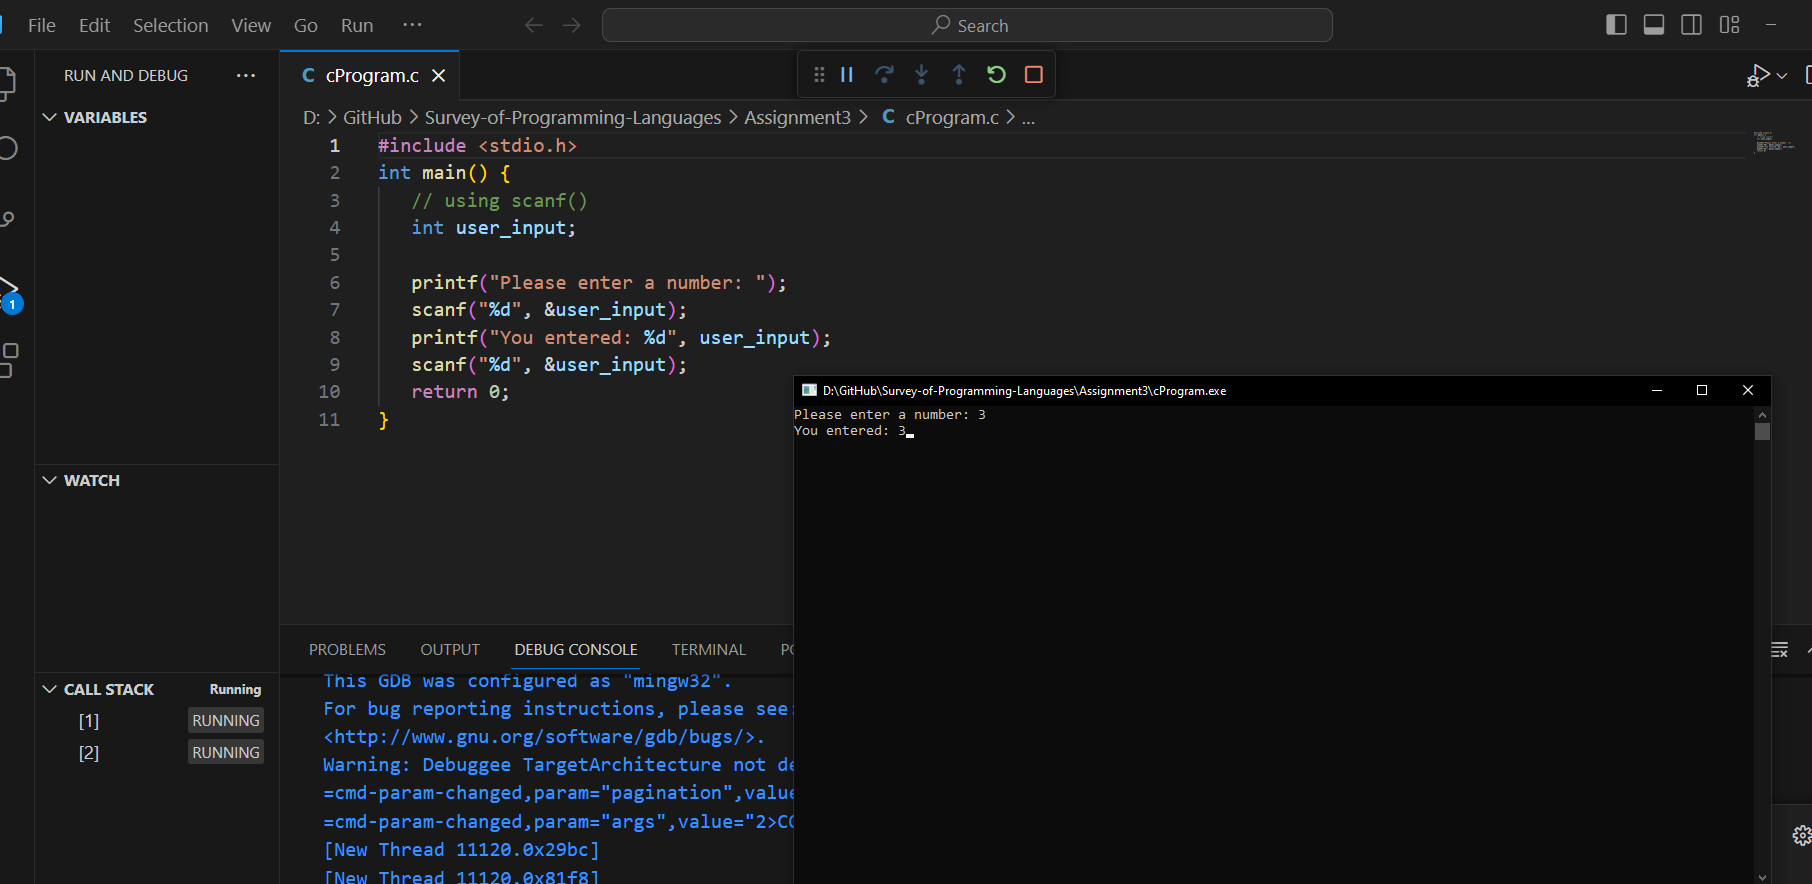 File Edit Selection View Go Run ...
Search
RUN AND DEBUG ...
C cProgram.c
VARIABLES
D: > GitHub > Survey-of-Programming-Languages > Assignment3 > C cProgram.c > ...
1 #include <stdio.h>
2 int main() {
3 // using scanf()
4 int user_input;
5
6 printf("Please enter a number: ");
7 scanf("%d", &user_input);
8 printf("You entered: %d", user_input);
9 scanf("%d", &user_input);
10 return 0;
11 }
1
D:\GitHub\Survey-of-Programming-Languages\Assignment3\cProgram.exe
Please enter a number: 3
You entered: 3
WATCH
PROBLEMS OUTPUT DEBUG CONSOLE TERMINAL
CALL STACK Running
[1] RUNNING
[2] RUNNING
This GDB was configured as "mingw32".
For bug reporting instructions, please see:
<http://www.gnu.org/software/gdb/bugs/>.
Warning: Debuggee TargetArchitecture not
=cmd-param-changed,param="pagination",value
=cmd-param-changed,param="args",value="2>CO
[New Thread 11120.0x29bc]
[New Thread 11120.0x81f8]